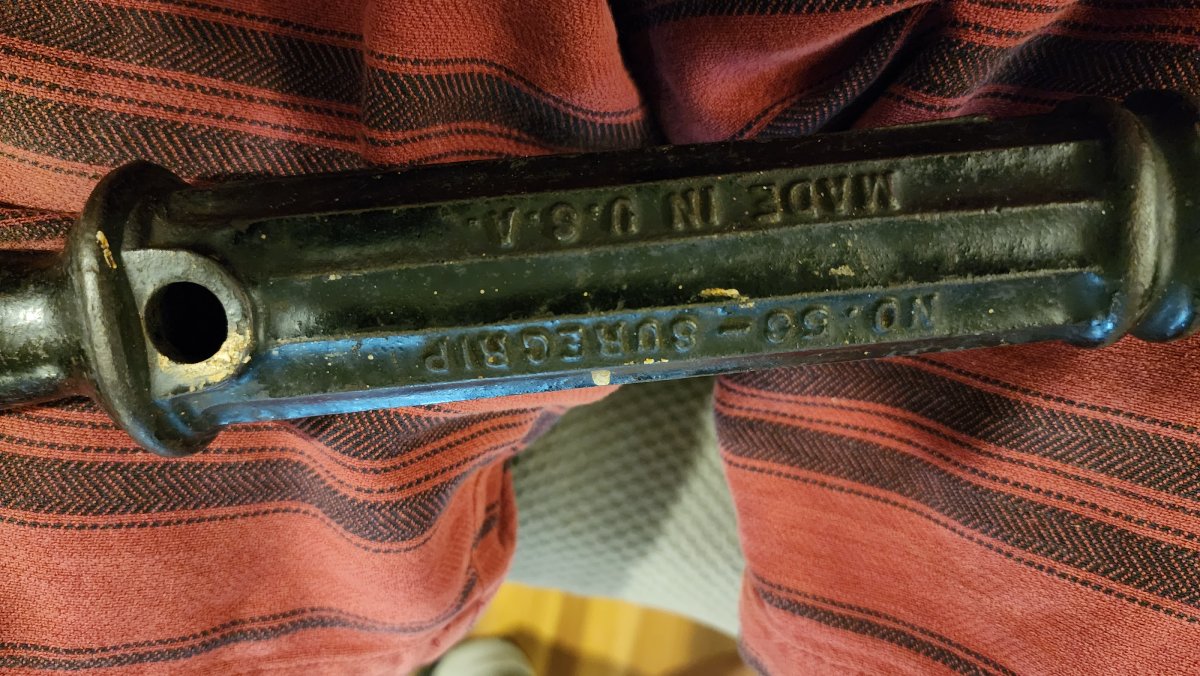 NO. 56 - SUREGRIP
MADE IN U.S.A.